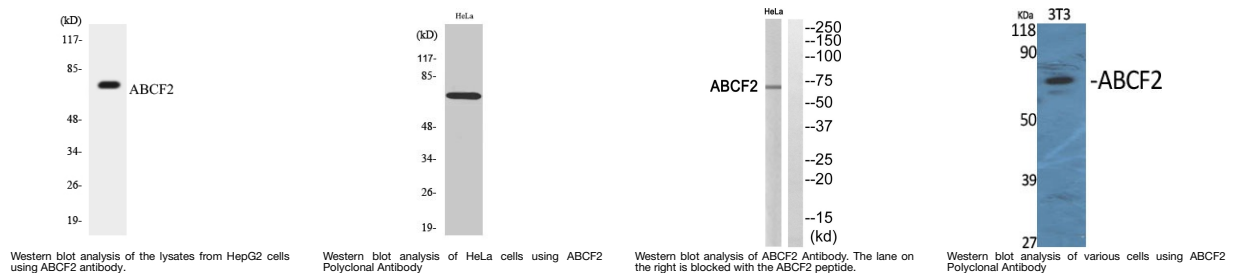 (kD)
117-
85-
ABCF2
48-
34-
26-
19-
Western blot analysis of the lysates from HepG2 cells
using ABCF2 antibody.
HeLa
(kD)
117-
85-
48-
34-
26-
19-
Western blot analysis of HeLa cells using ABCF2
Polyclonal Antibody
HeLa
--250
--150
--100
--75
ABCF2
--50
--37
--25
--20
--15
(kd)
Western blot analysis of ABCF2 Antibody. The lane on
the right is blocked with the ABCF2 peptide.
KDa 3T3
118
90
-ABCF2
50
39
27
Western blot analysis of various cells using ABCF2
Polyclonal Antibody